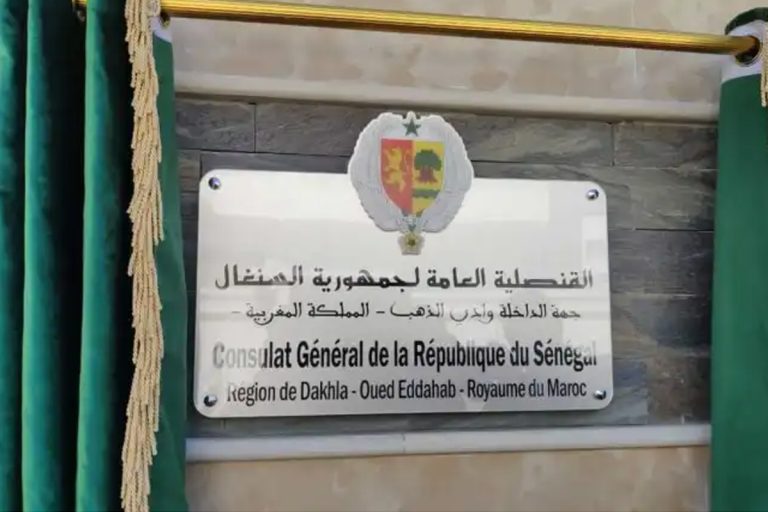 القنصلية العامة لجمهورية السنغال
جهة الداخلة وادي الذهب - المملكة المغربية -
Consulat Général de la République du Sénégal
Région de Dakhla - Oued Eddahab - Royaume du Maroc